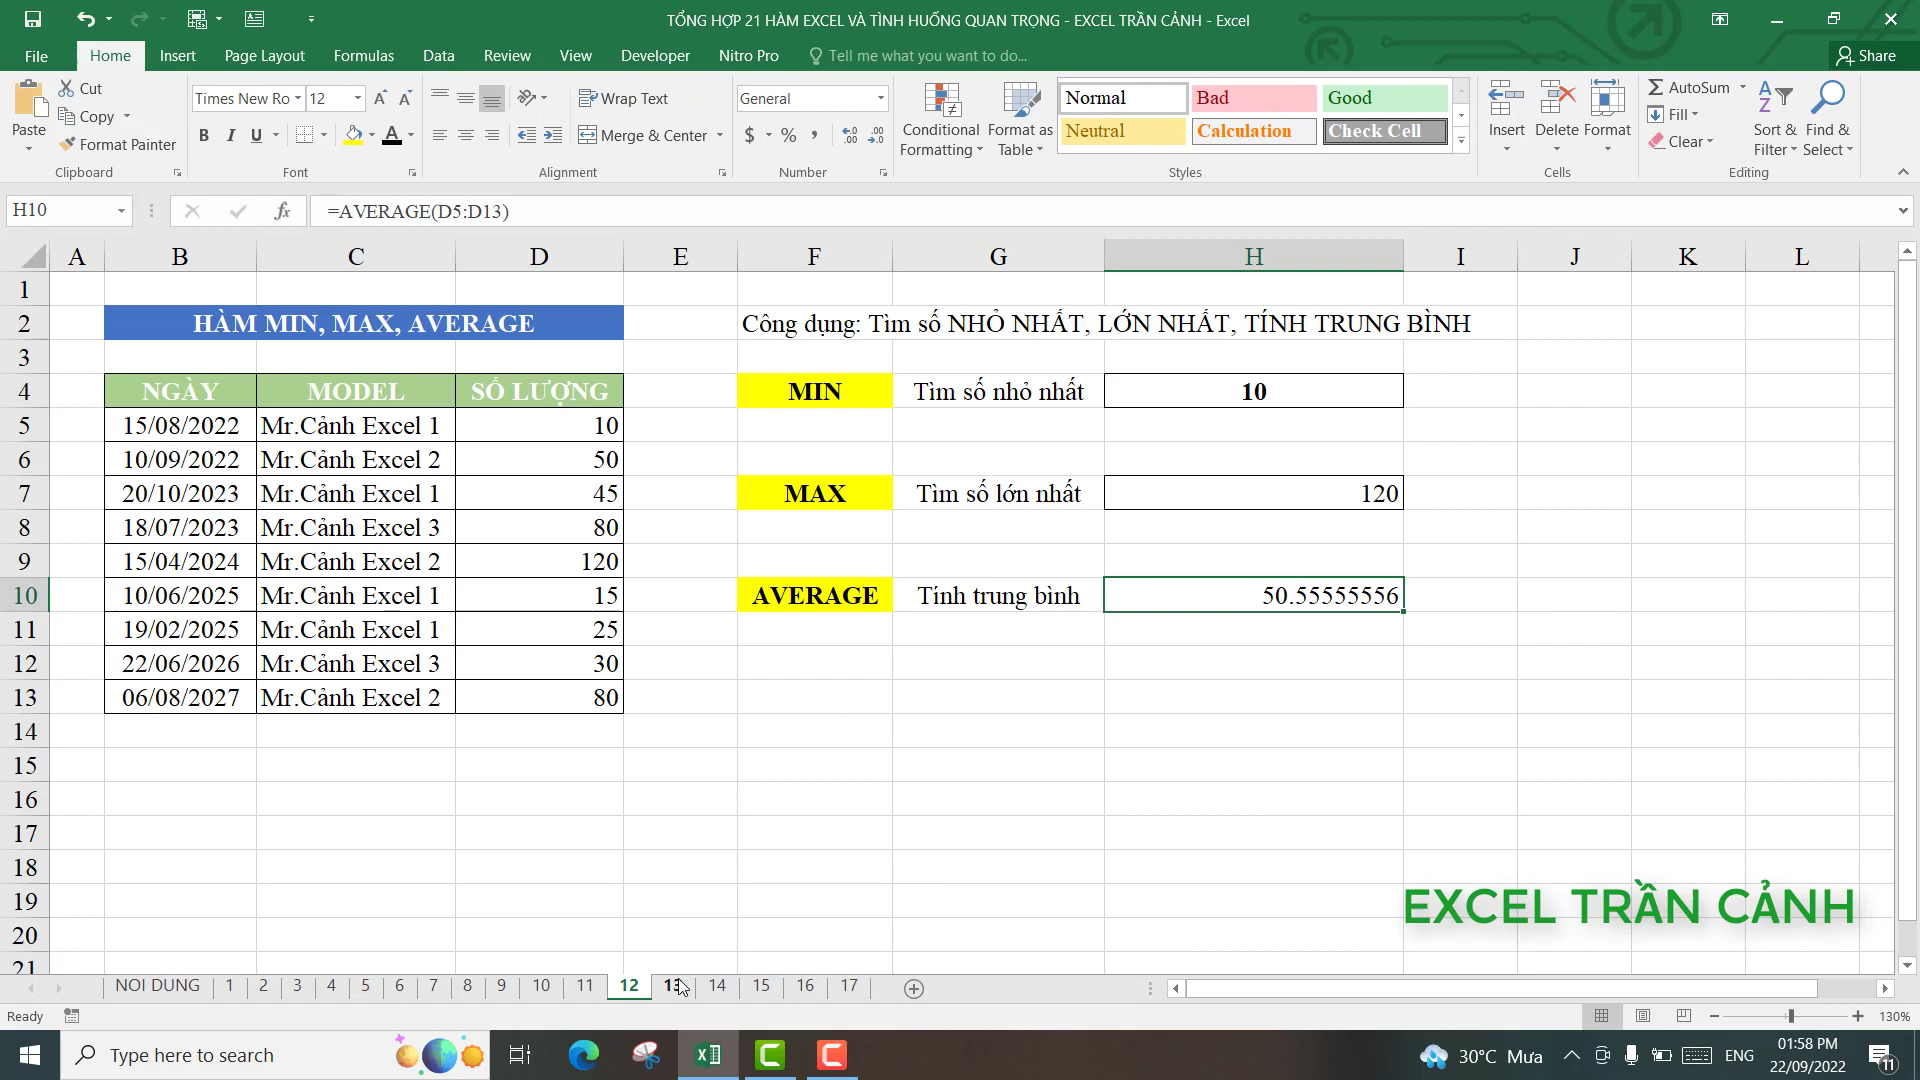 TỔNG HỢP 21 HÀM EXCEL VÀ TÌNH HUỐNG QUAN TRỌNG - EXCEL TRẦN CẢNH - Excel
File Home Insert Page Layout Formulas Data Review View Developer Nitro Pro Tell me what you want to do... Share
Paste
Cut
Copy
Format Painter
Clipboard
Times New Ro 12
B I U
Font
Wrap Text
Merge & Center
Alignment
General
$ % ,
Number
Conditional Formatting
Format as Table
Normal Bad Good
Neutral Calculation Check Cell
Styles
Insert Delete Format
Cells
AutoSum
Fill
Clear
Sort & Filter
Find & Select
Editing
H10 fx =AVERAGE(D5:D13)
A B C D E F G H I J K L
1
2 HÀM MIN, MAX, AVERAGE Công dụng: Tìm số NHỎ NHẤT, LỚN NHẤT, TÍNH TRUNG BÌNH
3
4 NGÀY MODEL SỐ LƯỢNG MIN Tìm số nhỏ nhất 10
5 15/08/2022 Mr.Cảnh Excel 1 10
6 10/09/2022 Mr.Cảnh Excel 2 50
7 20/10/2023 Mr.Cảnh Excel 1 45 MAX Tìm số lớn nhất 120
8 18/07/2023 Mr.Cảnh Excel 3 80
9 15/04/2024 Mr.Cảnh Excel 2 120
10 10/06/2025 Mr.Cảnh Excel 1 15 AVERAGE Tính trung bình 50.55555556
11 19/02/2025 Mr.Cảnh Excel 1 25
12 22/06/2026 Mr.Cảnh Excel 3 30
13 06/08/2027 Mr.Cảnh Excel 2 80
14
15
16
17
18
19
EXCEL TRẦN CẢNH
20
21
NOI DUNG 1 2 3 4 5 6 7 8 9 10 11 12 13 14 15 16 17
Ready 130%
Type here to search 30°C Mưa ENG 01:58 PM
22/09/2022 11